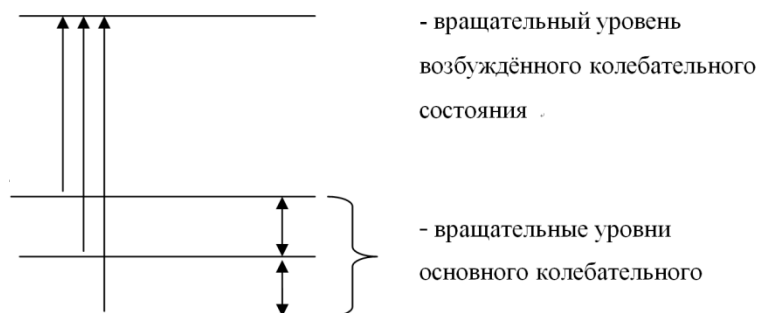 - вращательный уровень
возбуждённого колебательного
состояния
- вращательные уровни
основного колебательного